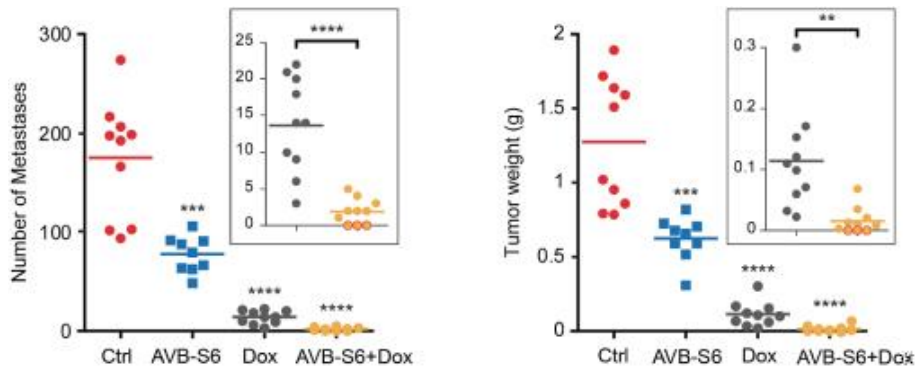 Number of Metastases
300
200
100
0
25
20
15
10
5
0
****
***
****
****
Ctrl
AVB-S6
Dox
AVB-S6+Dox
Tumor weight (g)
2
1.5
1
0.5
0
0.3
0.2
0.1
0
**
***
****
****
Ctrl
AVB-S6
Dox
AVB-S6+Dox